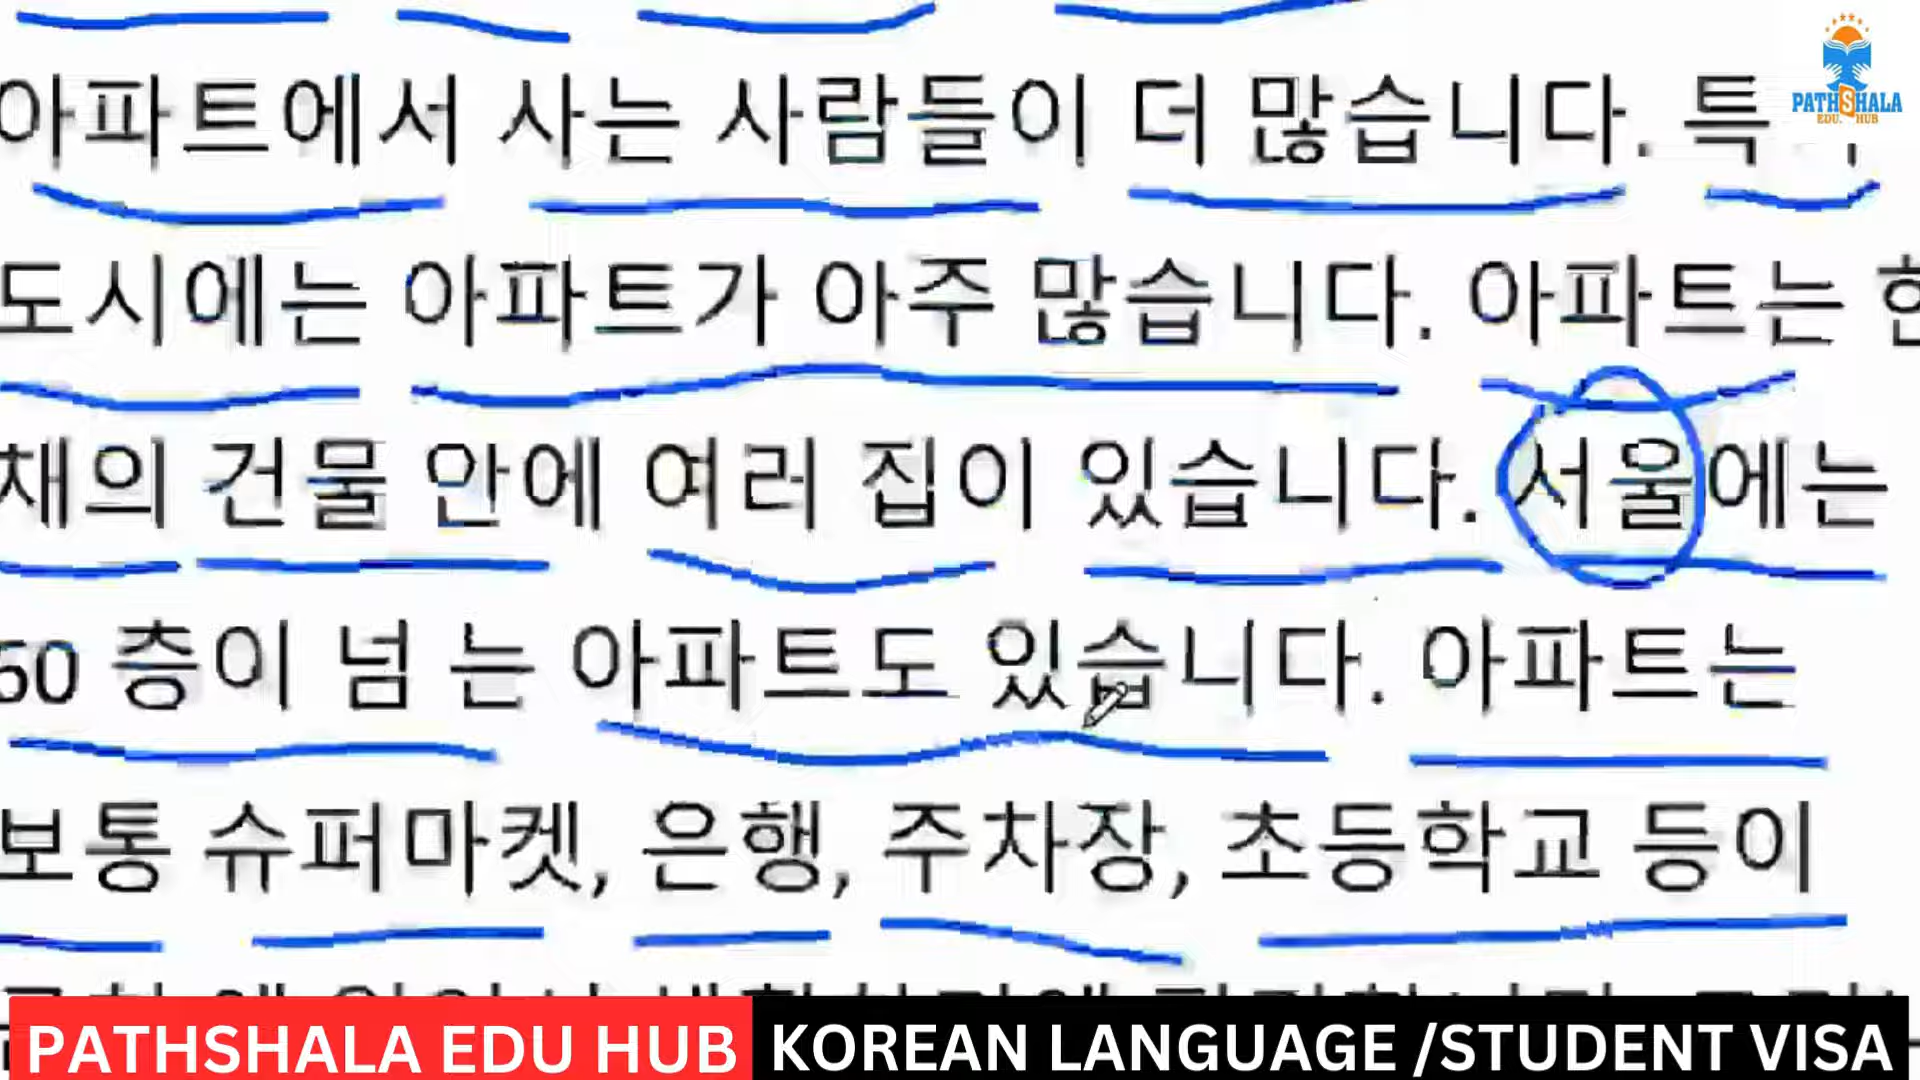 아파트에서 사는 사람들이 더 많습니다. 특
도시에는 아파트가 아주 많습니다. 아파트는
채의 건물 안에 여러 집이 있습니다. 서울에는
60 층이 넘 는 아파트도 있습니다. 아파트는
보통 슈퍼마켓, 은행, 주차장, 초등학교 등이
PATHSHALA
EDU. HUB
PATHSHALA EDU HUB KOREAN LANGUAGE /STUDENT VISA